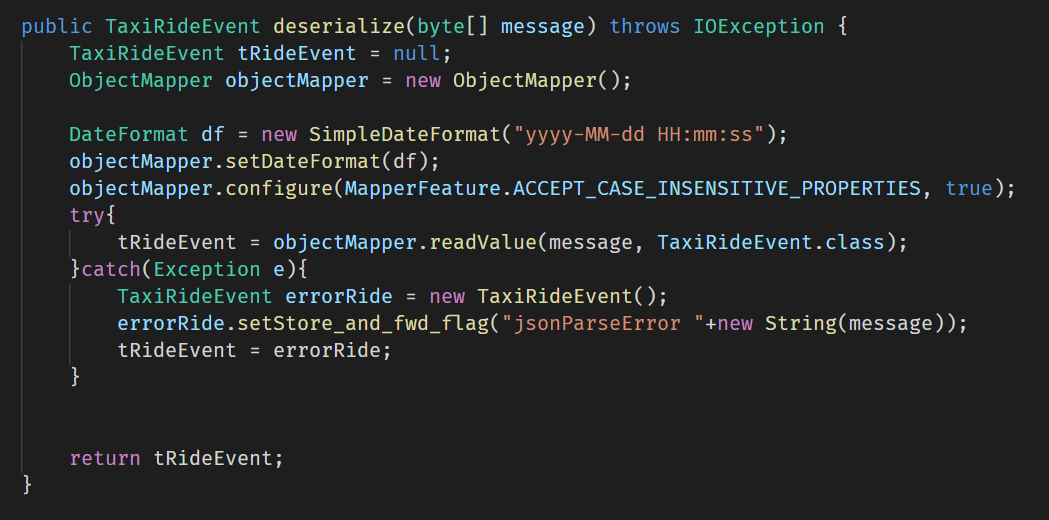 public TaxiRideEvent deserialize(byte[] message) throws IOException {
    TaxiRideEvent tRideEvent = null;
    ObjectMapper objectMapper = new ObjectMapper();

    DateFormat df = new SimpleDateFormat("yyyy-MM-dd HH:mm:ss");
    objectMapper.setDateFormat(df);
    objectMapper.configure(MapperFeature.ACCEPT_CASE_INSENSITIVE_PROPERTIES, true);
    try{
        tRideEvent = objectMapper.readValue(message, TaxiRideEvent.class);
    }catch(Exception e){
        TaxiRideEvent errorRide = new TaxiRideEvent();
        errorRide.setStore_and_fwd_flag("jsonParseError "+new String(message));
        tRideEvent = errorRide;
    }


    return tRideEvent;
}